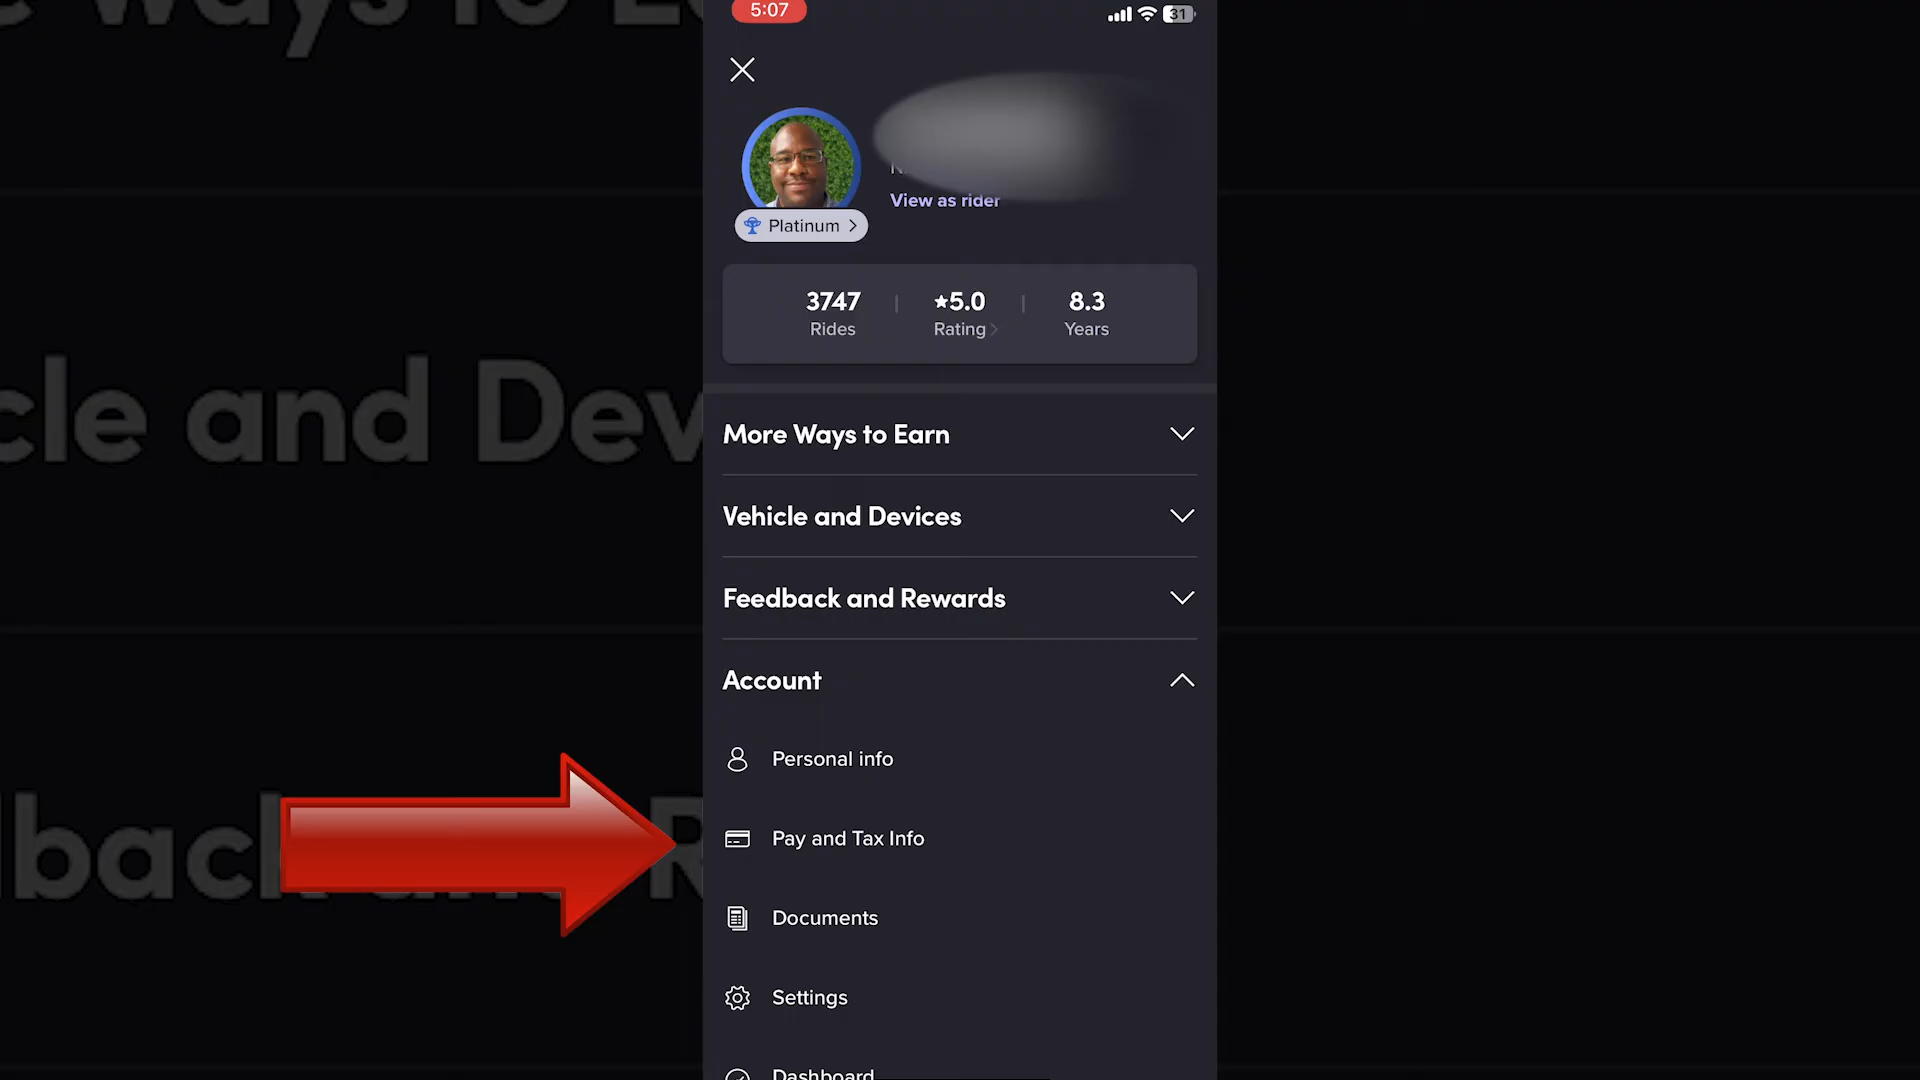 5:07
31
View as rider
Platinum
3747
★5.0
8.3
Rides
Rating
Years
More Ways to Earn
Vehicle and Devices
Feedback and Rewards
Account
Personal info
Pay and Tax Info
Documents
Settings
Dashboard